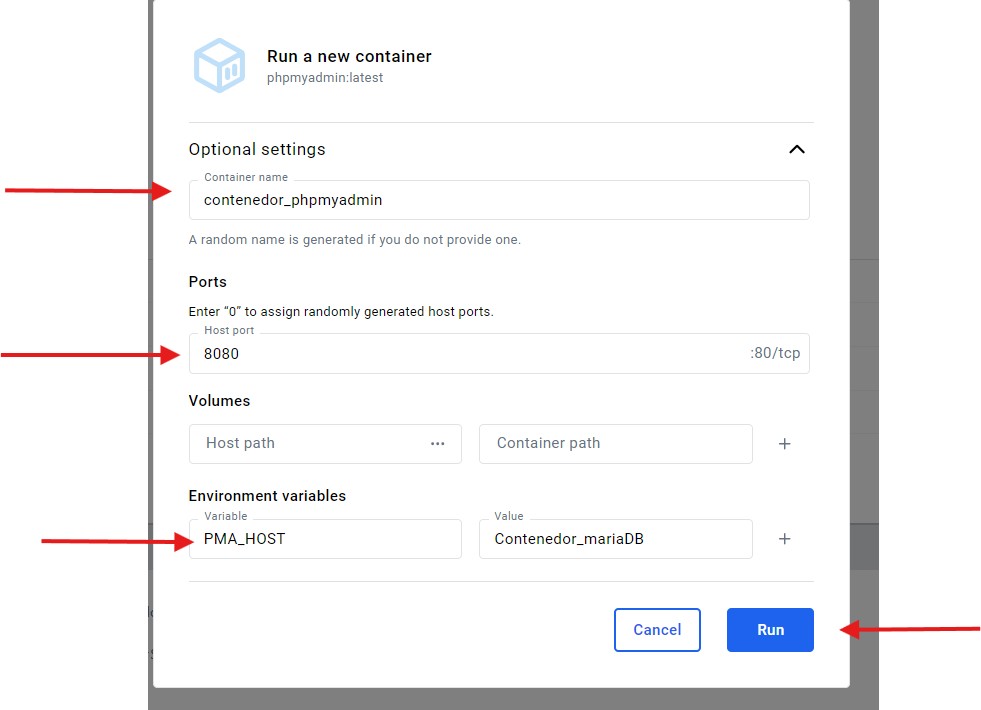 Run a new container
phpmyadmin:latest
Optional settings
Container name
contenedor_phpmyadmin
A random name is generated if you do not provide one.
Ports
Enter “0” to assign randomly generated host ports.
Host port
8080 :80/tcp
Volumes
Host path ··· Container path +
Environment variables
Variable Value
PMA_HOST Contenedor_mariaDB +
Cancel Run